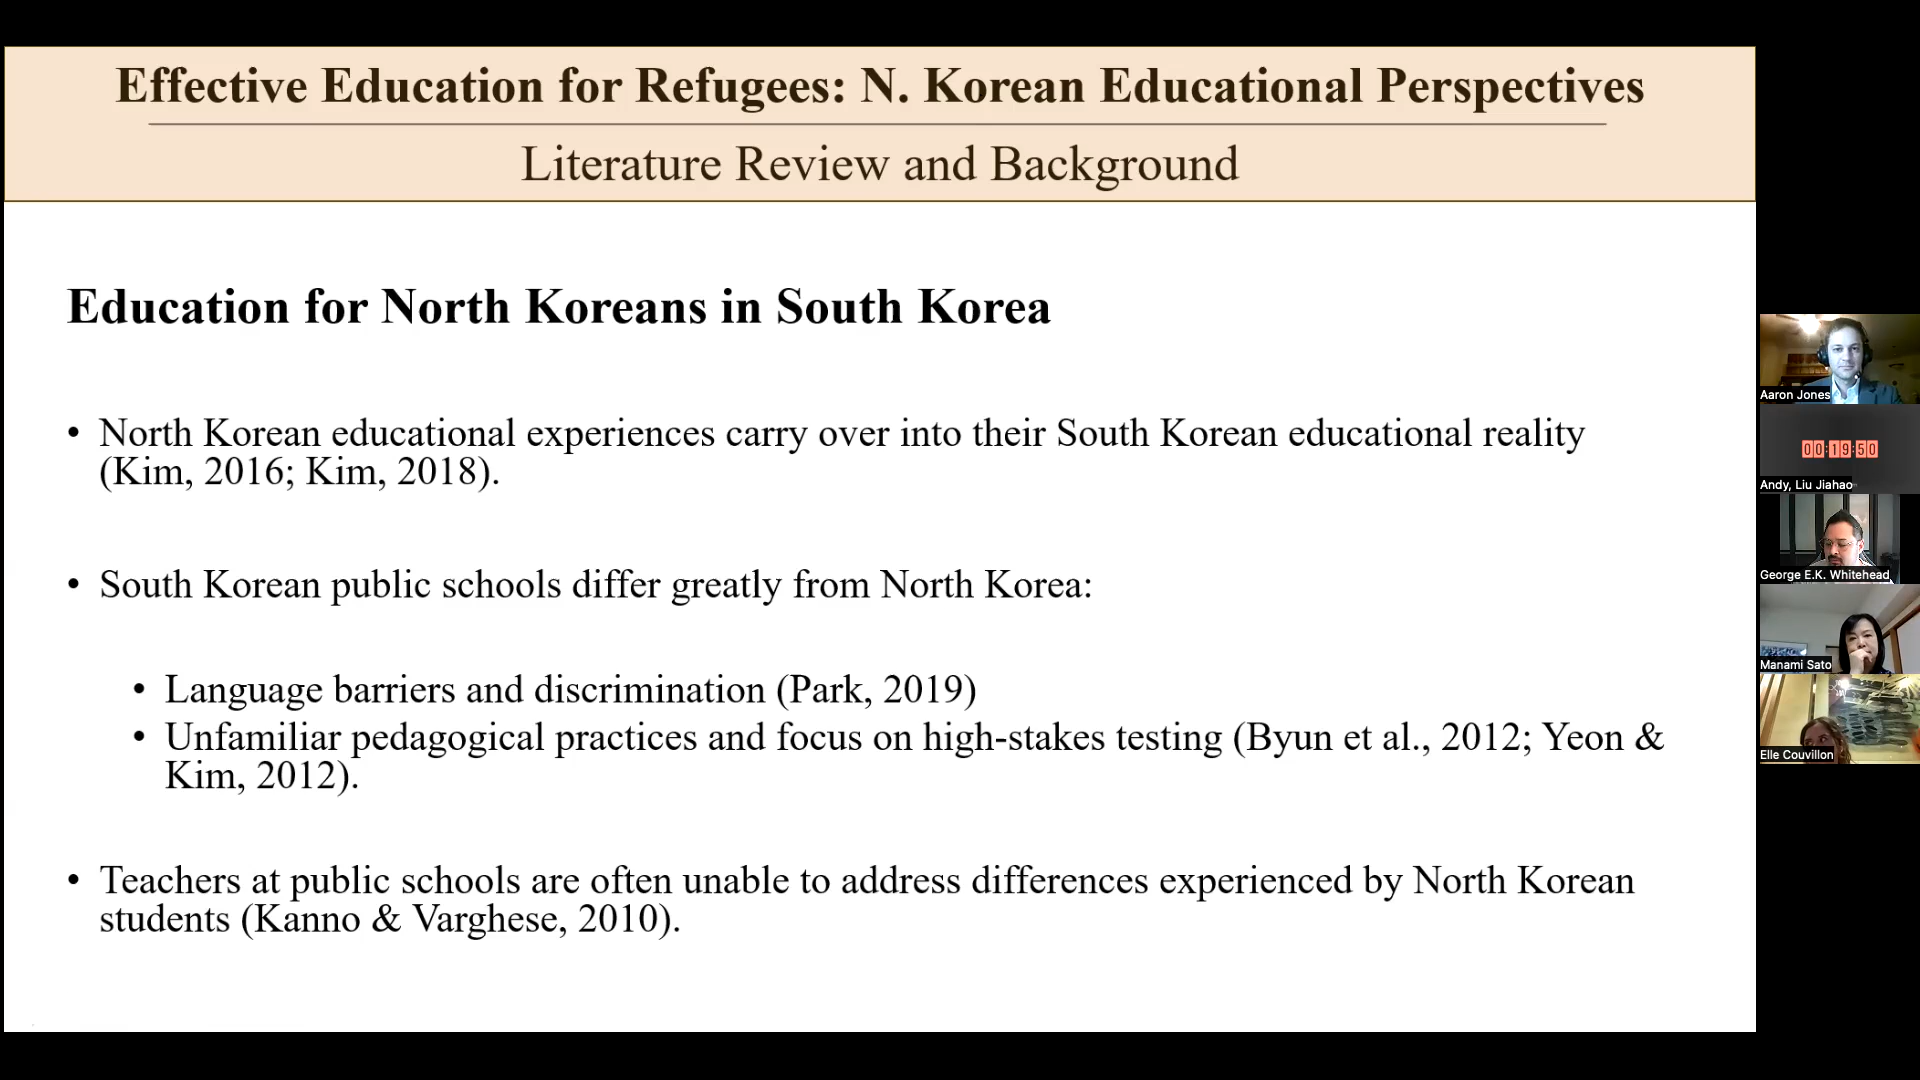 Effective Education for Refugees: N. Korean Educational Perspectives
Literature Review and Background
Education for North Koreans in South Korea
• North Korean educational experiences carry over into their South Korean educational reality
(Kim, 2016; Kim, 2018).
• South Korean public schools differ greatly from North Korea:
• Language barriers and discrimination (Park, 2019)
• Unfamiliar pedagogical practices and focus on high-stakes testing (Byun et al., 2012; Yeon &
Kim, 2012).
• Teachers at public schools are often unable to address differences experienced by North Korean
students (Kanno & Varghese, 2010).
Aaron Jones
00:19:50
Andy, Liu Jiahao
George E.K. Whitehead
Manami Sato
Elle Couvillon